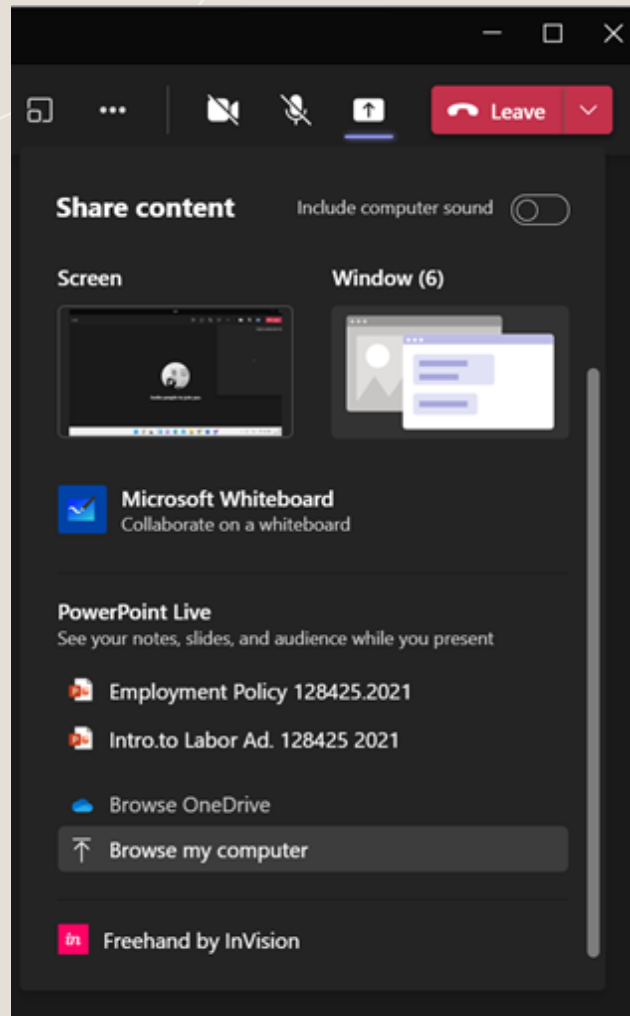 Leave
Share content
Include computer sound
Screen
Window (6)
Microsoft Whiteboard
Collaborate on a whiteboard
PowerPoint Live
See your notes, slides, and audience while you present
Employment Policy 128425.2021
Intro.to Labor Ad. 128425 2021
Browse OneDrive
Browse my computer
in
Freehand by InVision